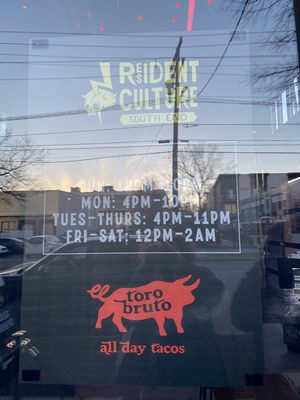 RESIDENT
CULTURE
SOUTH END
MON: 4PM-10PM
TUES-THURS: 4PM-11PM
FRI-SAT: 12PM-2AM
toro
bruto
all day tacos